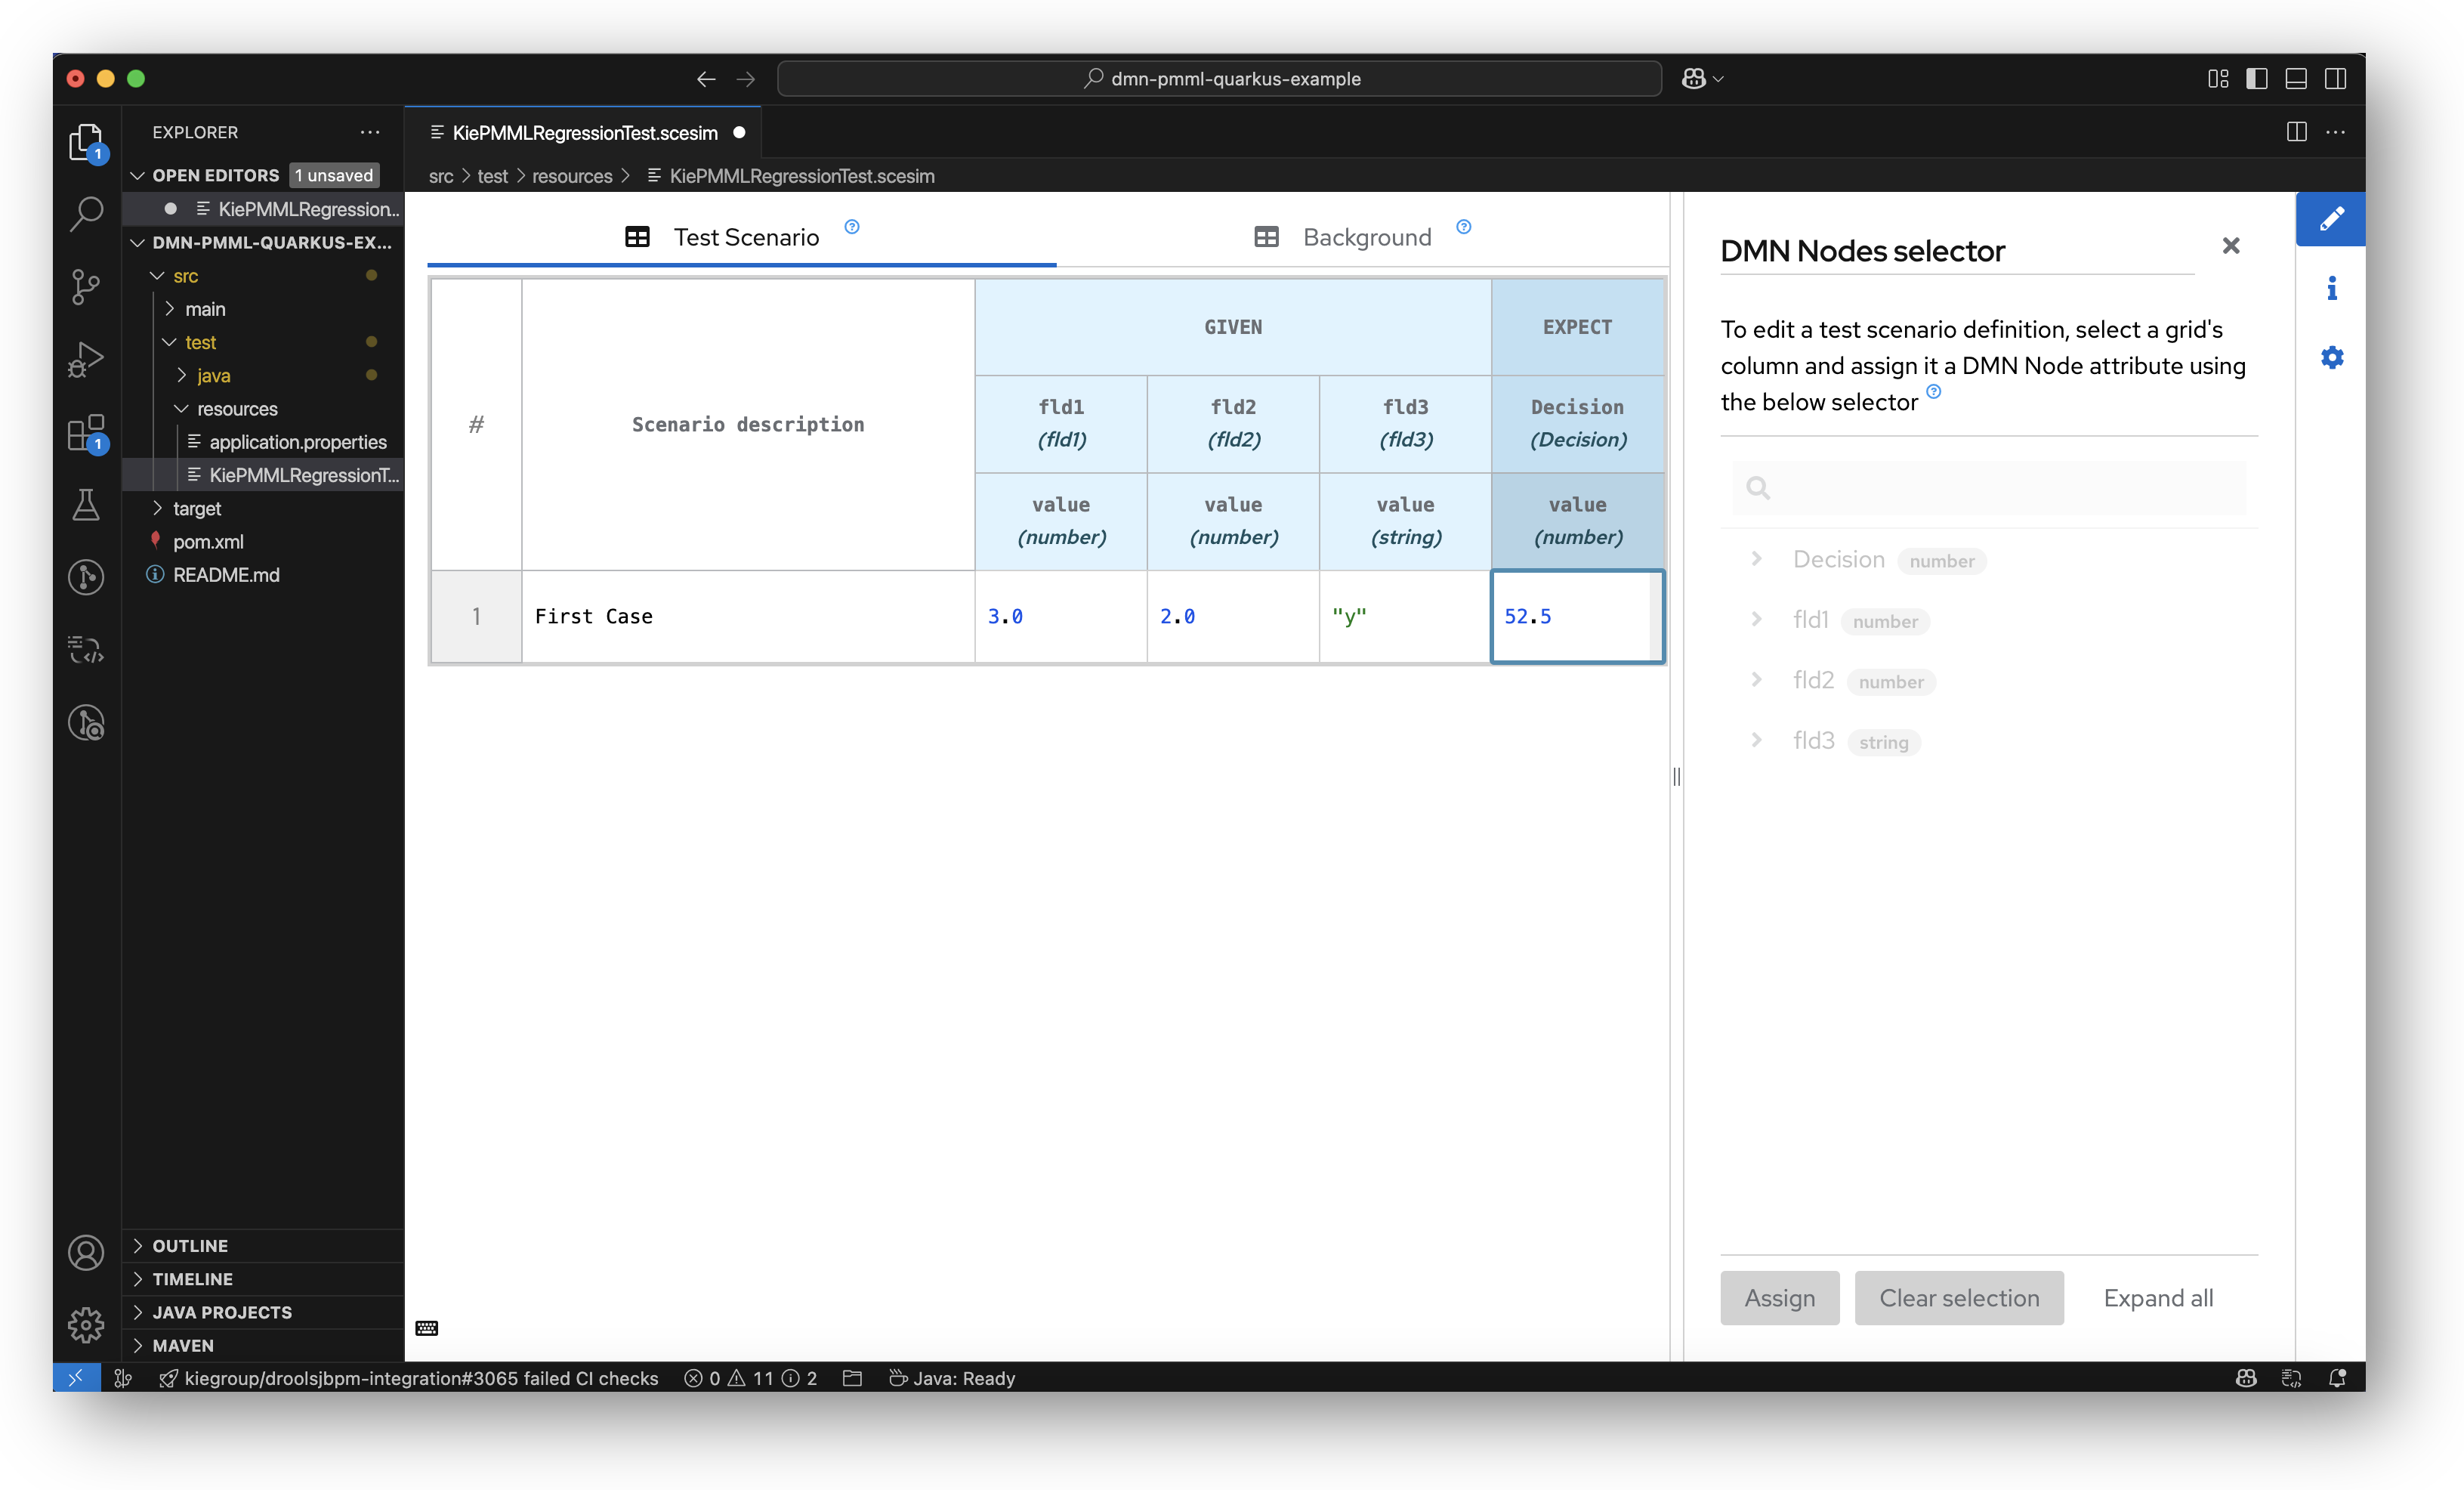 dmn-pmml-quarkus-example
EXPLORER
KiePMMLRegressionTest.scesim
OPEN EDITORS 1 unsaved
src > test > resources > KiePMMLRegressionTest.scesim
KiePMMLRegression...
DMN-PMML-QUARKUS-EX...
src
main
test
java
resources
application.properties
KiePMMLRegressionT...
target
pom.xml
README.md
OUTLINE
TIMELINE
JAVA PROJECTS
MAVEN
1
1
Test Scenario
Background
# Scenario description GIVEN EXPECT
fld1 fld2 fld3 Decision
(fld1) (fld2) (fld3) (Decision)
value value value value
(number) (number) (string) (number)
1 First Case 3.0 2.0 "y" 52.5
DMN Nodes selector
To edit a test scenario definition, select a grid's
column and assign it a DMN Node attribute using
the below selector
Decision number
fld1 number
fld2 number
fld3 string
Assign Clear selection Expand all
kiegroup/droolsjbpm-integration#3065 failed CI checks 0 11 2 Java: Ready